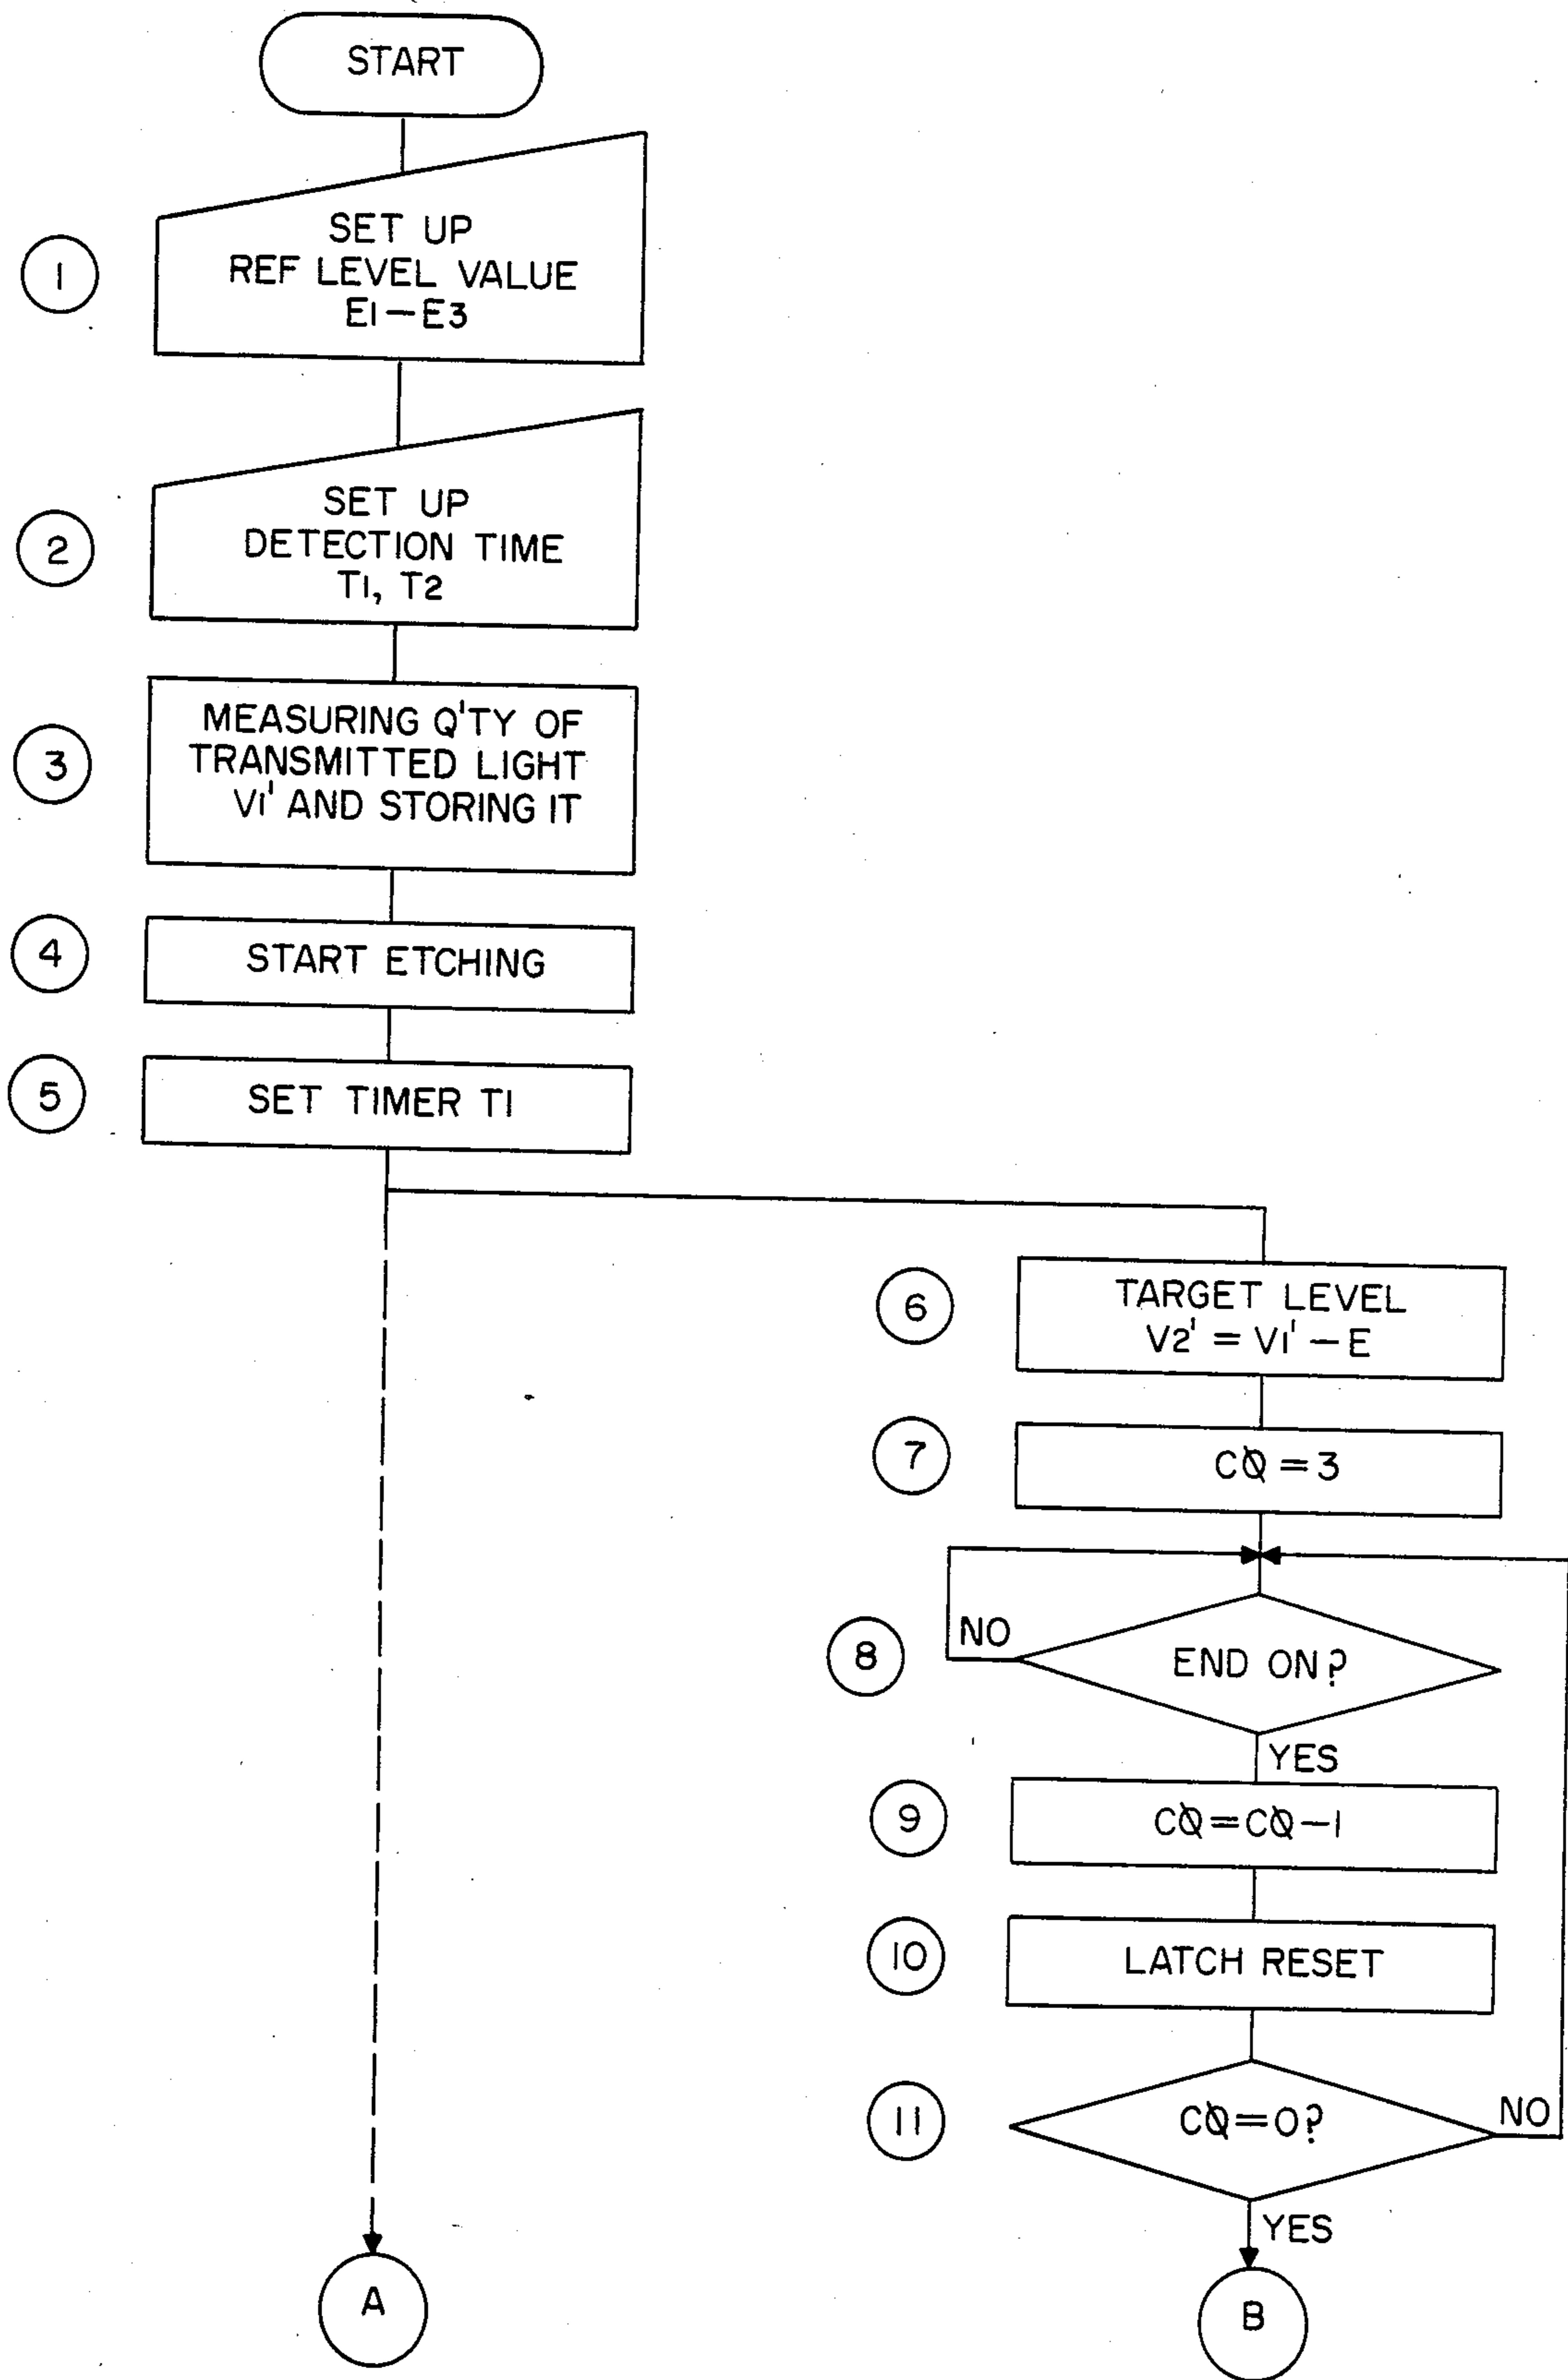 START
1
SET UP
REF LEVEL VALUE
E1—E3
2
SET UP
DETECTION TIME
T1, T2
3
MEASURING Q'TY OF
TRANSMITTED LIGHT
V1' AND STORING IT
4
START ETCHING
5
SET TIMER T1
6
TARGET LEVEL
V2' = V1' — E
7
CØ = 3
8
NO
END ON?
YES
9
CØ=CØ—1
10
LATCH RESET
11
CØ=0?
NO
YES
A
B